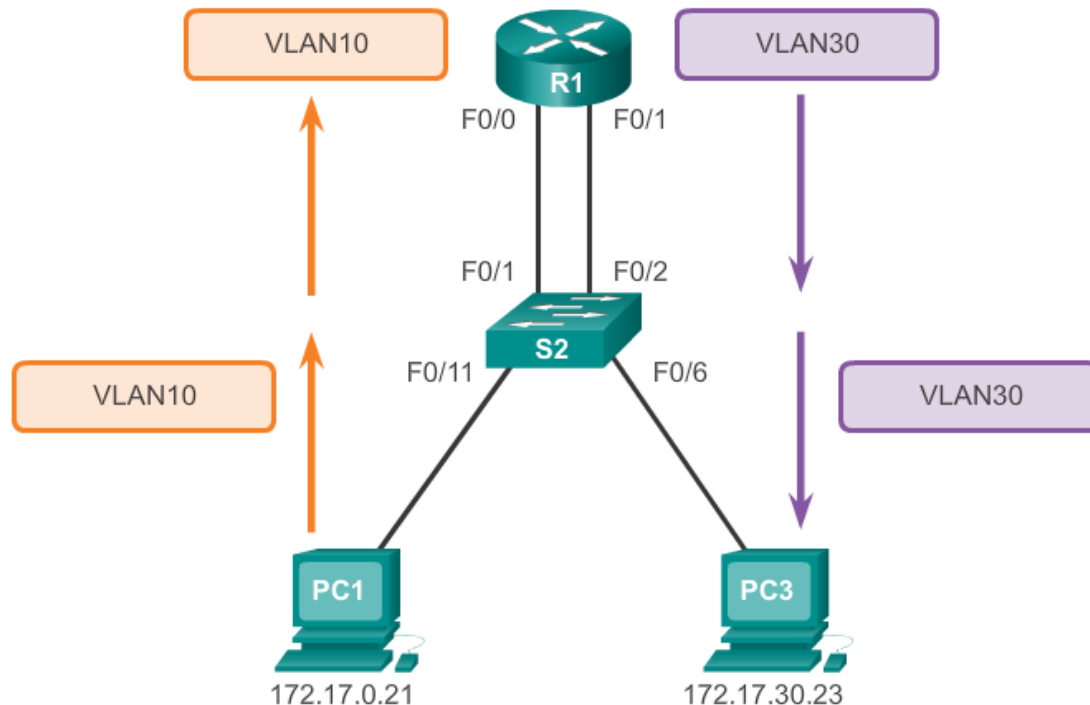 VLAN10
VLAN30
R1
F0/0
F0/1
F0/1
F0/2
S2
F0/11
F0/6
VLAN10
VLAN30
PC1
PC3
172.17.0.21
172.17.30.23